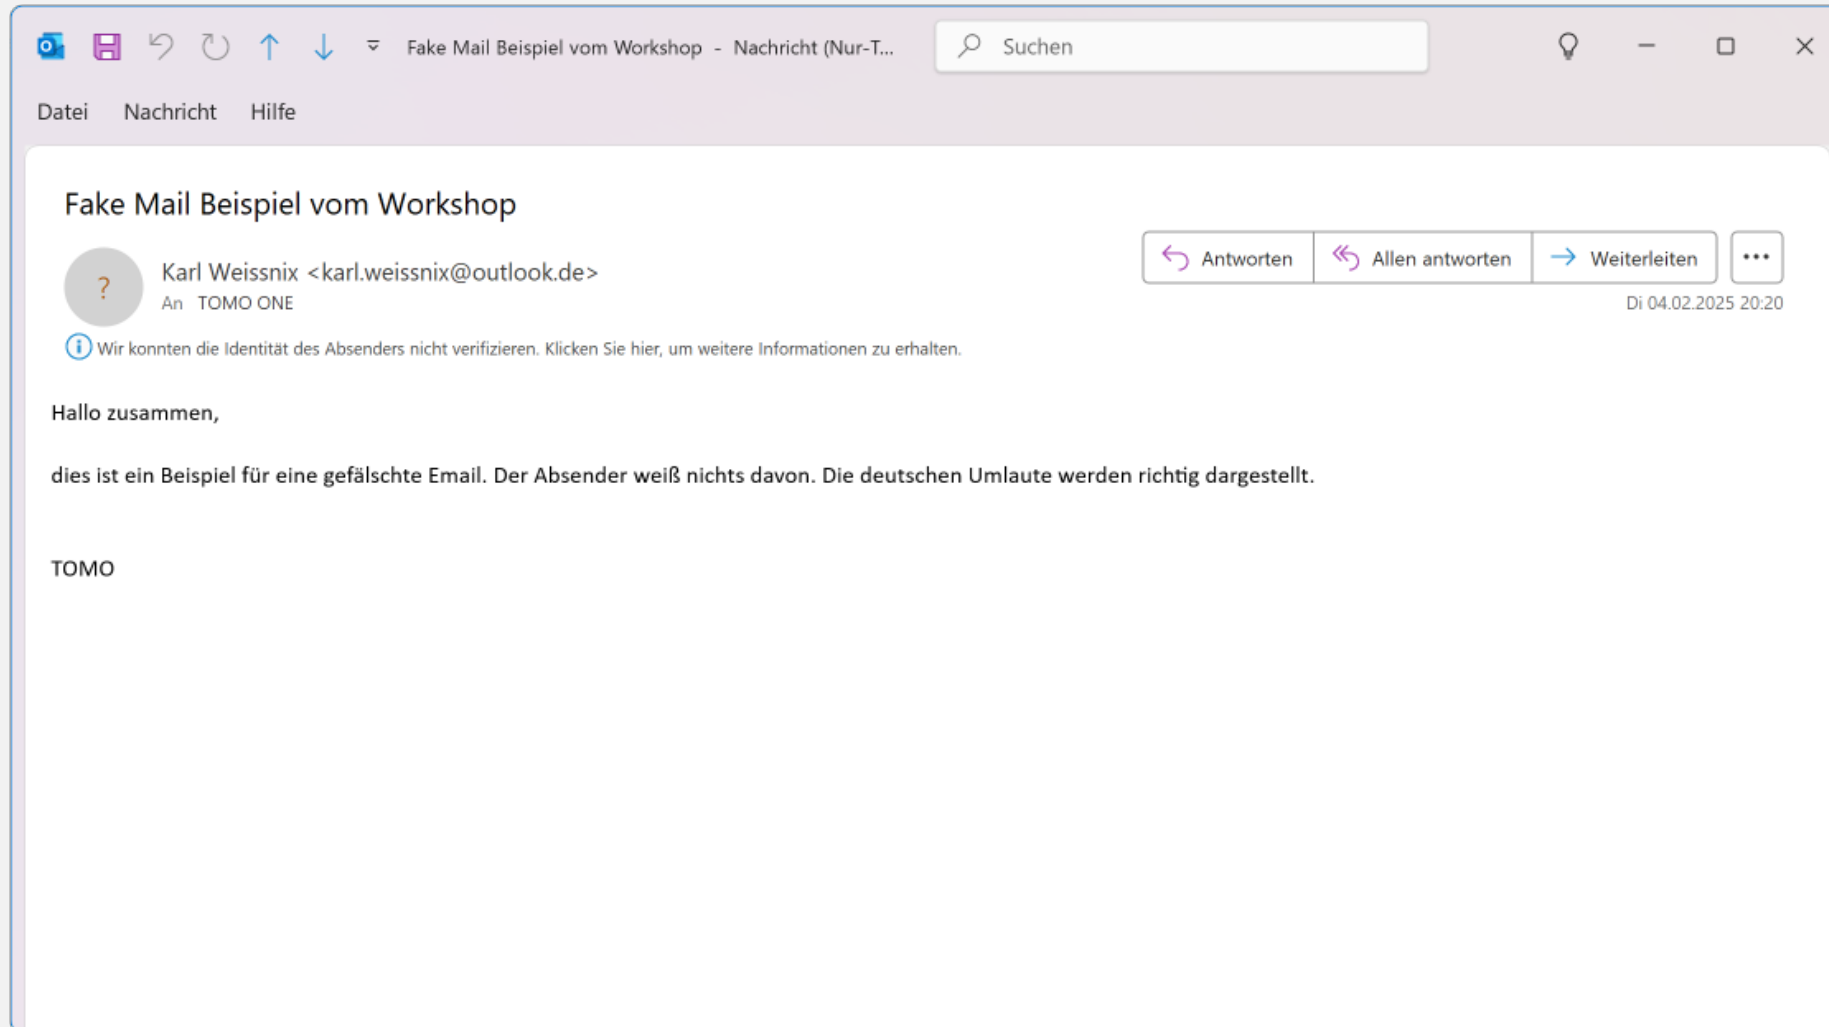 Fake Mail Beispiel vom Workshop - Nachricht (Nur-T...
Suchen
Datei Nachricht Hilfe
Fake Mail Beispiel vom Workshop
?
Karl Weissnix <karl.weissnix@outlook.de>
An TOMO ONE
Antworten Allen antworten Weiterleiten
Di 04.02.2025 20:20
Wir konnten die Identität des Absenders nicht verifizieren. Klicken Sie hier, um weitere Informationen zu erhalten.
Hallo zusammen,
dies ist ein Beispiel für eine gefälschte Email. Der Absender weiß nichts davon. Die deutschen Umlaute werden richtig dargestellt.
TOMO